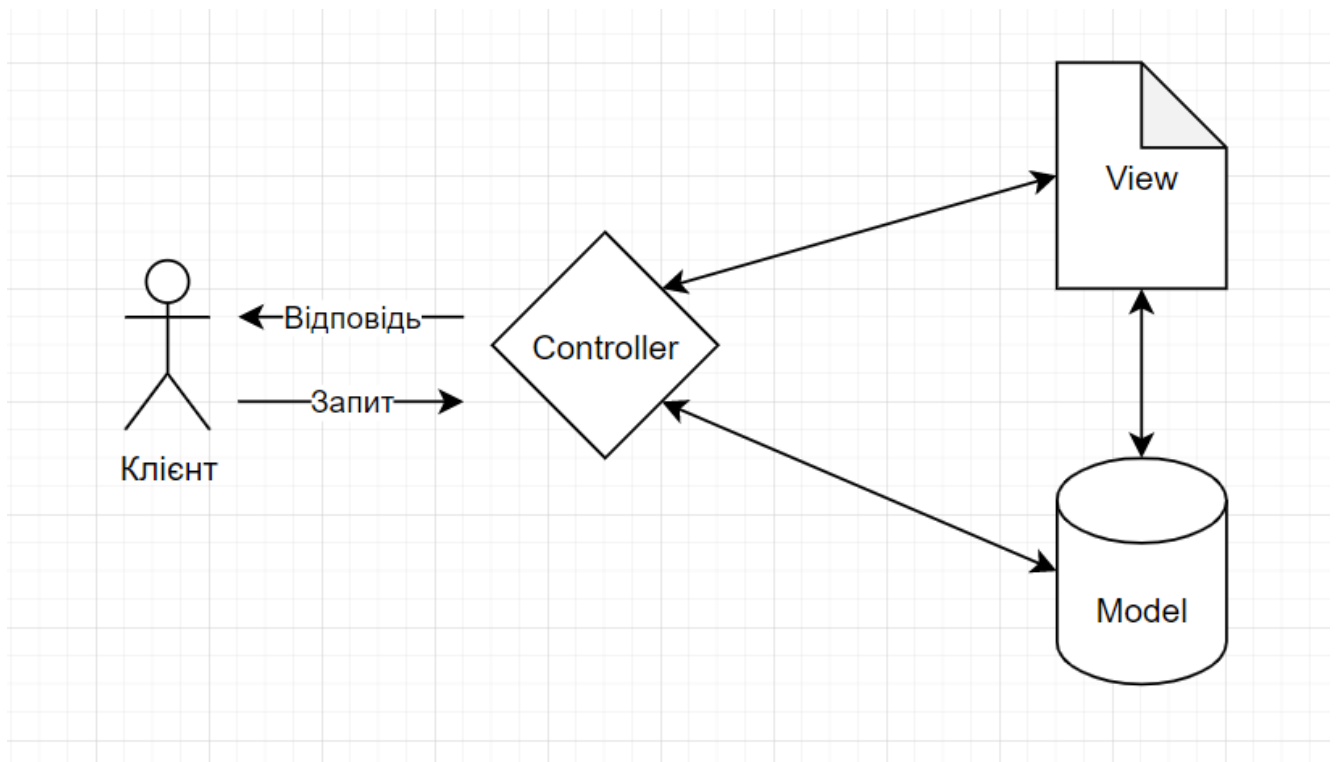 View
Відповідь
Controller
Запит
Клієнт
Model